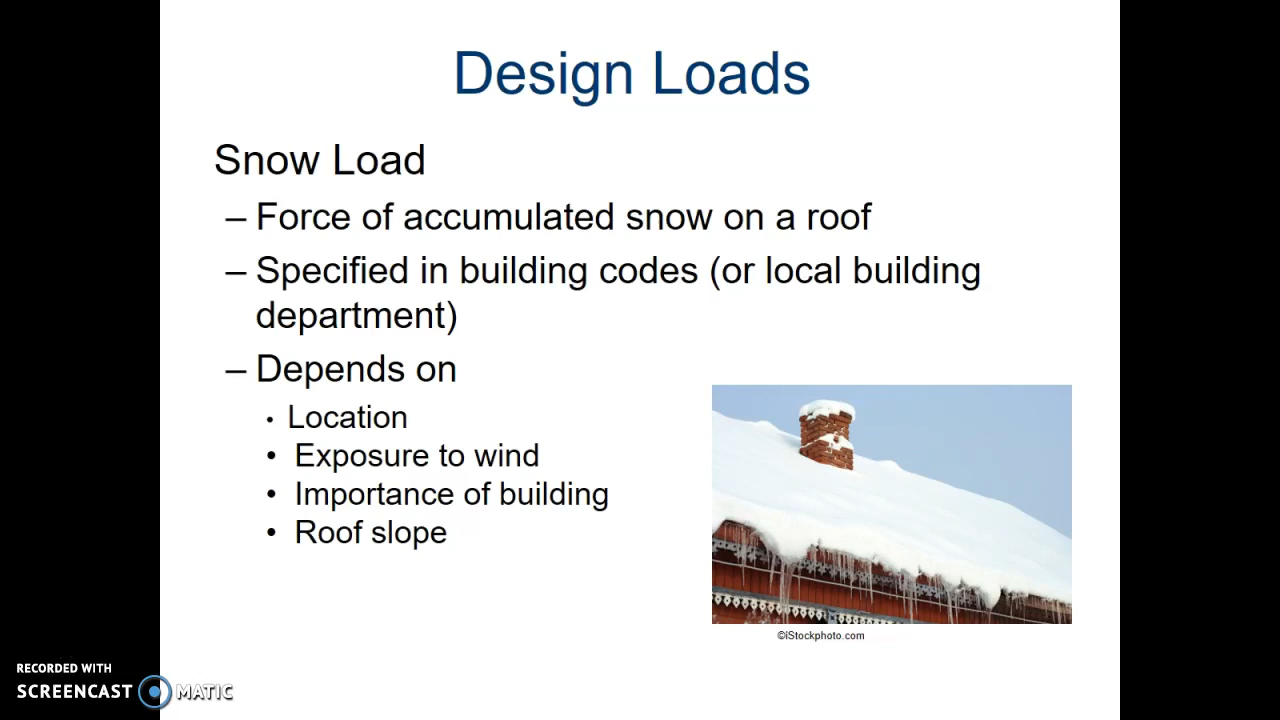 Design Loads
Snow Load
– Force of accumulated snow on a roof
– Specified in building codes (or local building
department)
– Depends on
• Location
• Exposure to wind
• Importance of building
• Roof slope
©iStockphoto.com
RECORDED WITH
SCREENCAST MATIC